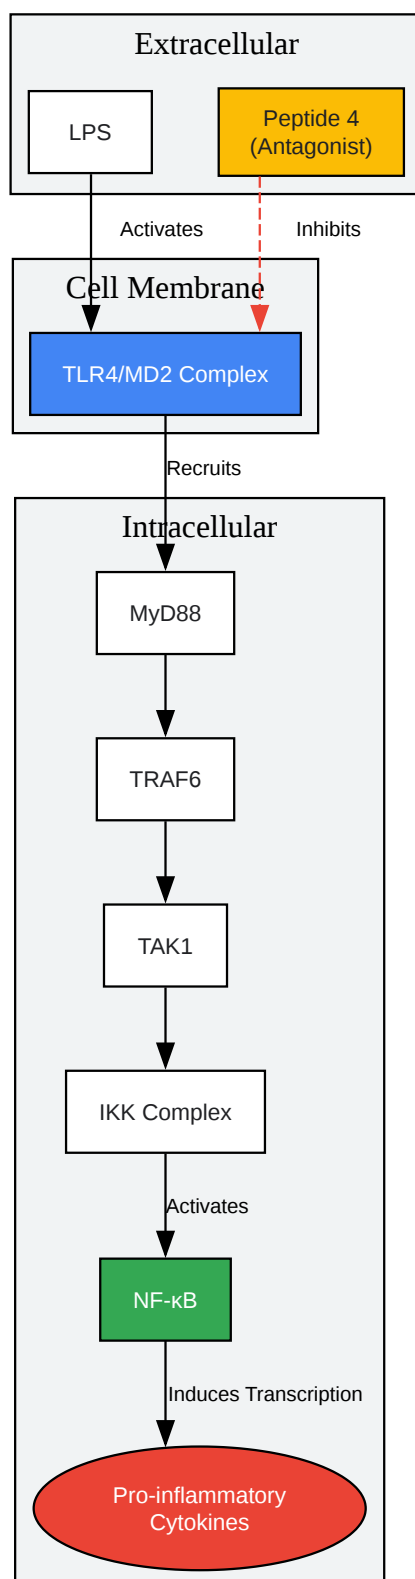 Extracellular
LPS
Peptide 4
(Antagonist)
Activates
Inhibits
Cell Membrane
TLR4/MD2 Complex
Recruits
Intracellular
MyD88
TRAF6
TAK1
IKK Complex
Activates
NF-κB
Induces Transcription
Pro-inflammatory
Cytokines